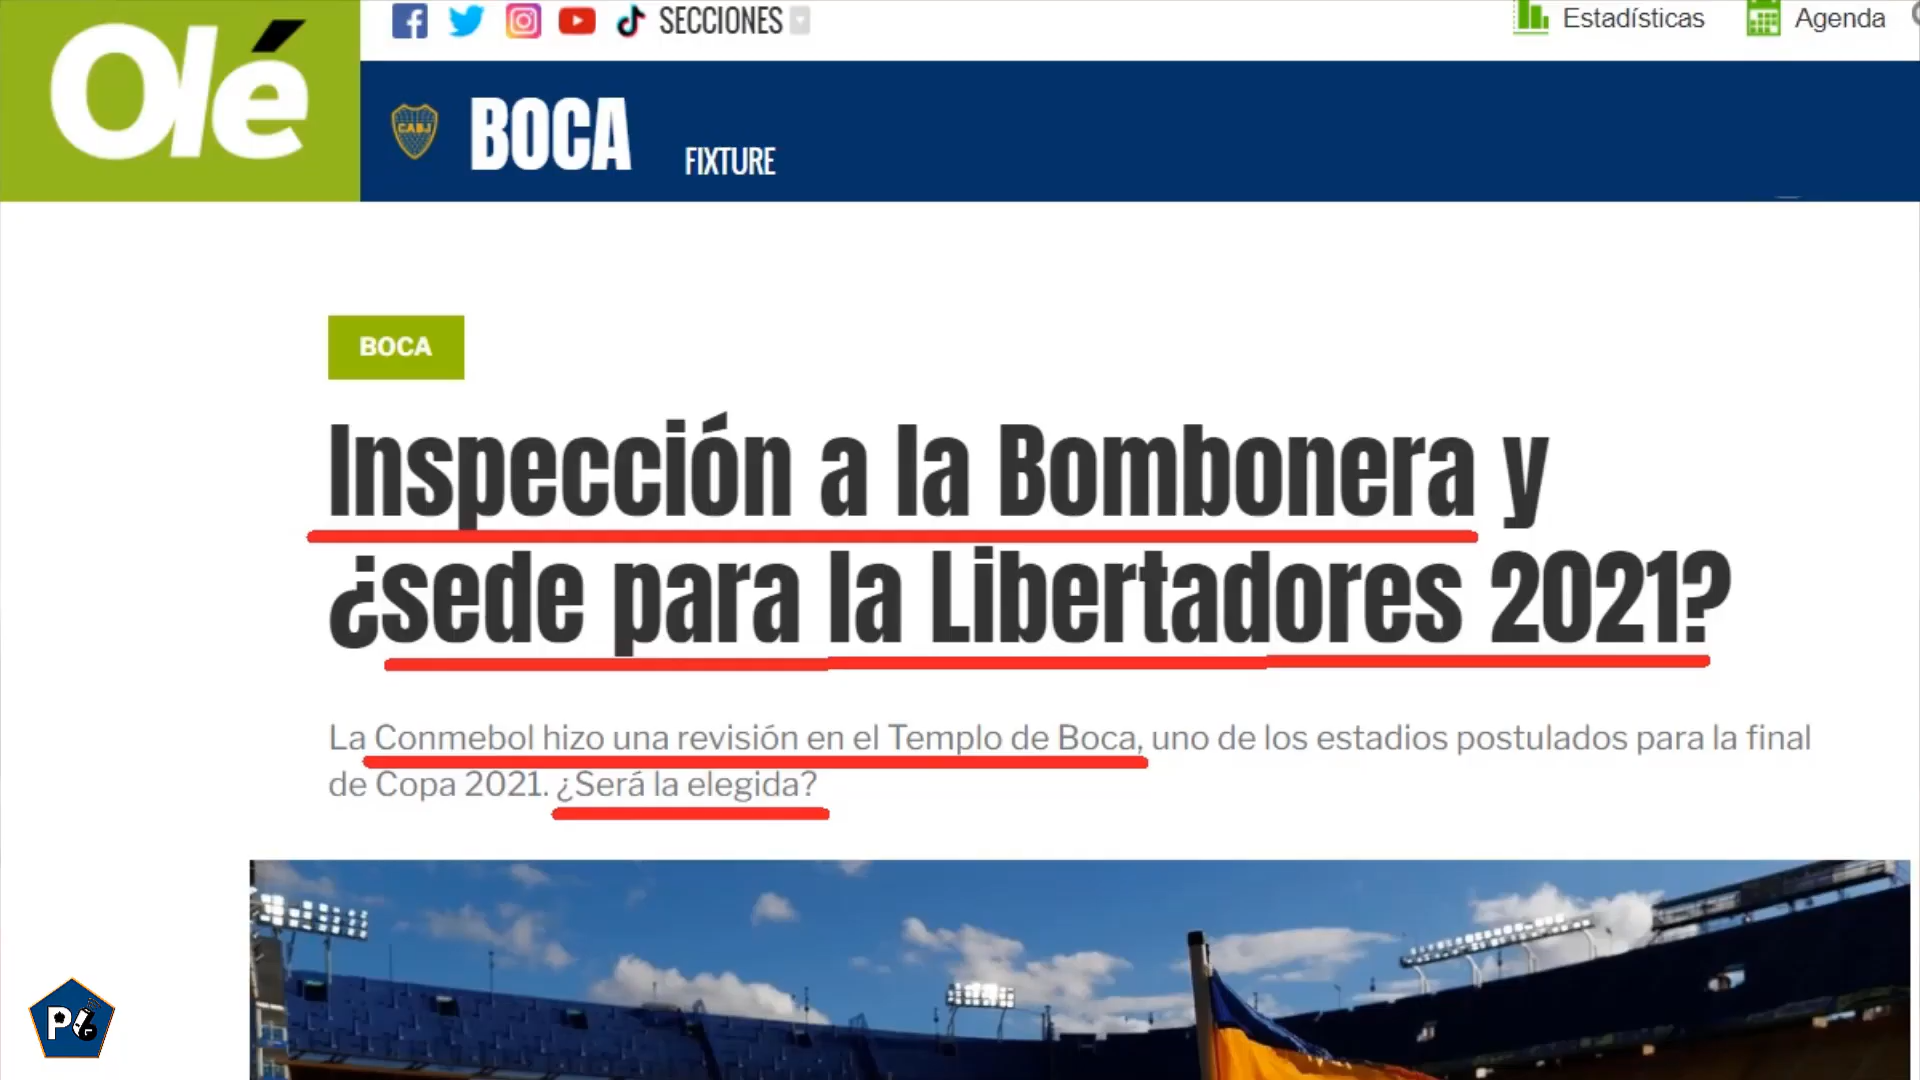 Olé
SECCIONES
Estadísticas
Agenda
CABJ
BOCA
FIXTURE
BOCA
Inspección a la Bombonera y
¿sede para la Libertadores 2021?
La Conmebol hizo una revisión en el Templo de Boca, uno de los estadios postulados para la final
de Copa 2021. ¿Será la elegida?